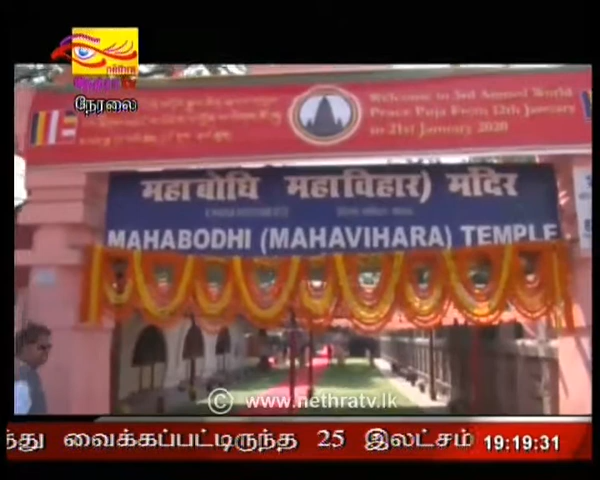 nethra
நேரலை
Welcome to 3rd Annual World
Peace Puja From 12th January
to 21st January 2020
महाबोधि (महाविहार) मंदिर
MAHABODHI (MAHAVIHARA) TEMPLE
© www.nethratv.lk
ந்து வைக்கப்பட்டிருந்த 25 இலட்சம் 19:19:31